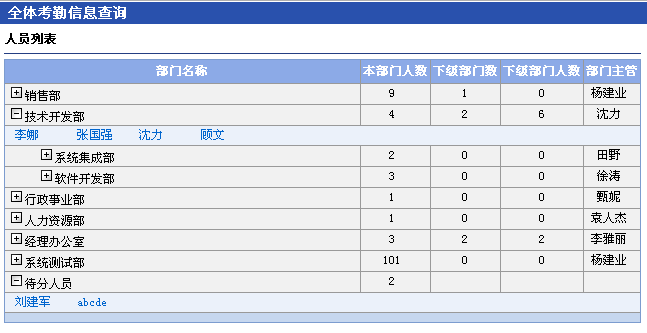 全体考勤信息查询
人员列表
部门名称 本部门人数 下级部门数 下级部门人数 部门主管
销售部 9 1 0 杨建业
技术开发部 4 2 6 沈力
李娜 张国强 沈力 顾文
系统集成部 2 0 0 田野
软件开发部 3 0 0 徐涛
行政事业部 1 0 0 甄妮
人力资源部 1 0 0 袁人杰
经理办公室 3 2 2 李雅丽
系统测试部 101 0 0 杨建业
待分人员 2
刘建军 abcde